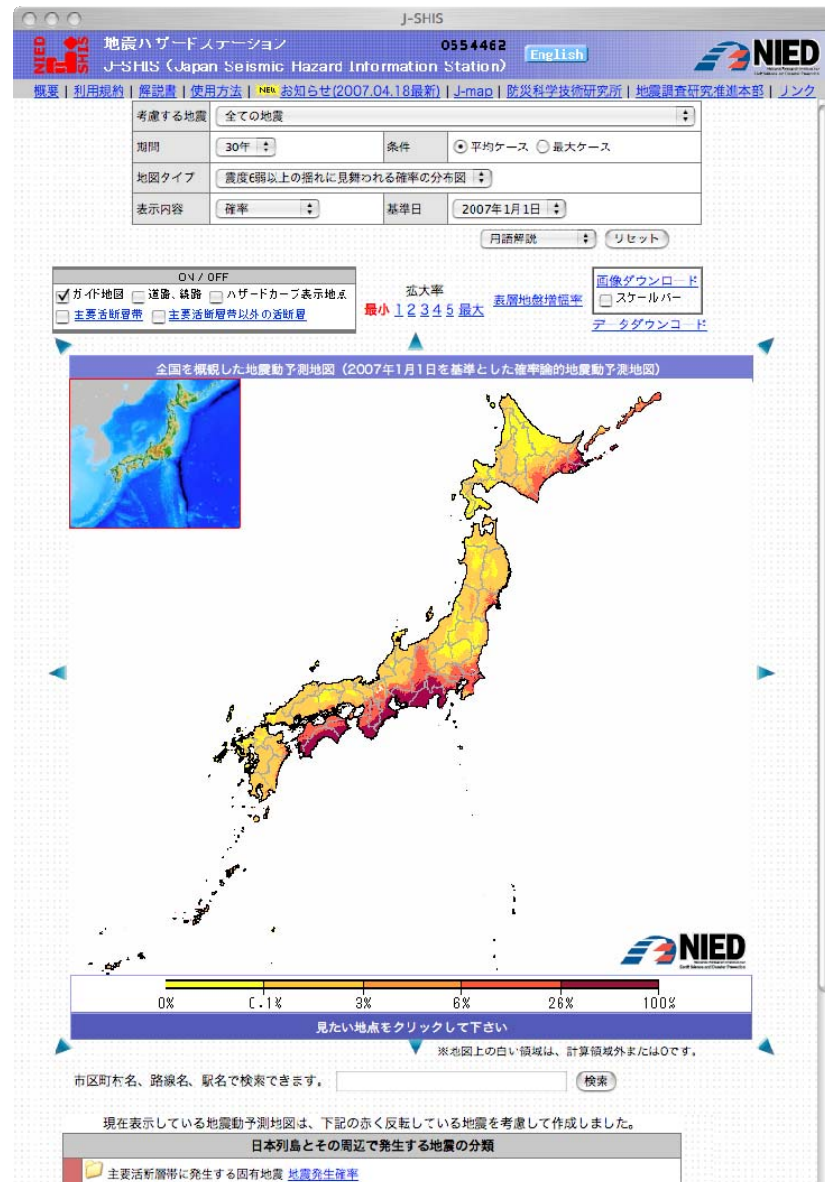 J-SHIS
地震ハザードステーション 0554462 English
J-SHIS (Japan Seismic Hazard Information Station)
NIED J-SHIS NIED
概要 | 利用規約 | 解説書 | 使用方法 | NEW お知らせ(2007.04.18最新) | J-map | 防災科学技術研究所 | 地震調査研究推進本部 | リンク
考慮する地震 全ての地震
期間 30年 条件 平均ケース 最大ケース
地図タイプ 震度6弱以上の揺れに見舞われる確率の分布図
表示内容 確率 基準日 2007年1月1日
用語解説 リセット
ON / OFF
ガイド地図 道路、鉄路 ハザードカーブ表示地点
主要活断層帯 主要活断層帯以外の活断層
拡大率
最小 1 2 3 4 5 最大
表層地盤増幅率
画像ダウンロード
スケールバー
データダウンロード
全国を概観した地震動予測地図（2007年1月1日を基準とした確率論的地震動予測地図）
NIED
0% 0.1% 3% 6% 26% 100%
見たい地点をクリックして下さい
※地図上の白い領域は、計算領域外または0です。
市区町村名、路線名、駅名で検索できます。 検索
現在表示している地震動予測地図は、下記の赤く反転している地震を考慮して作成しました。
日本列島とその周辺で発生する地震の分類
主要活断層帯に発生する固有地震 地震発生確率